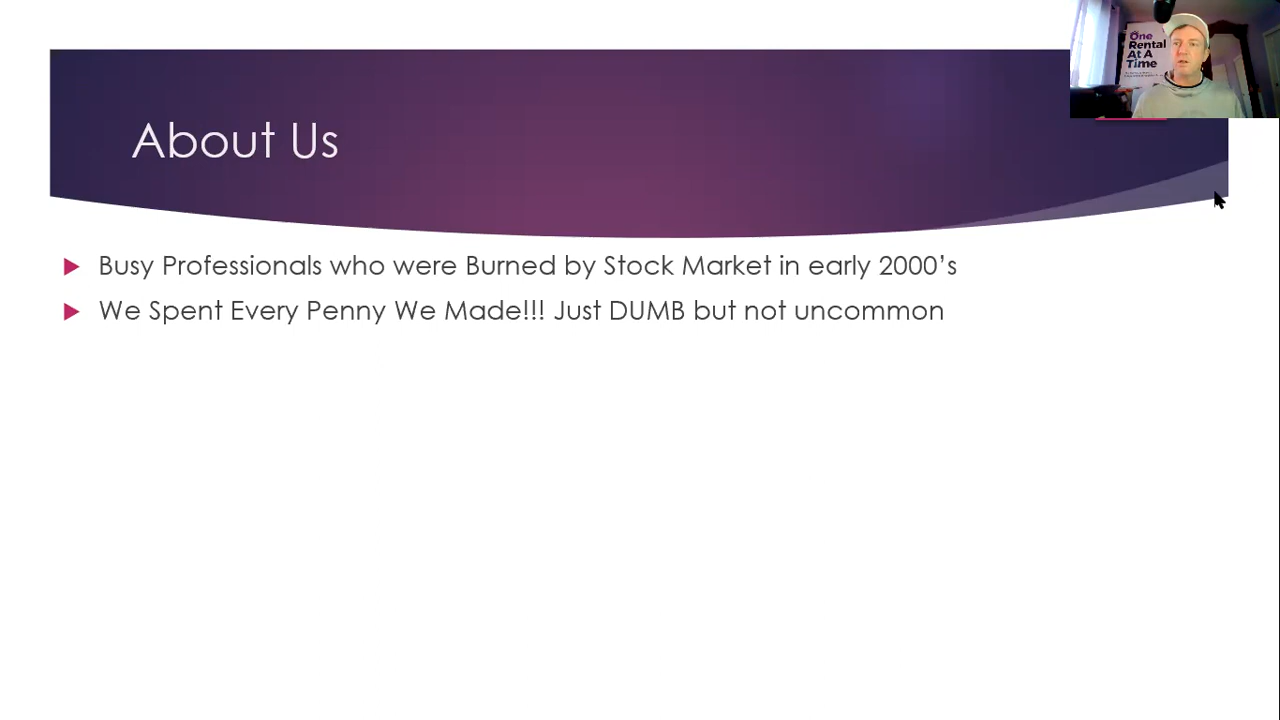 One
Rental
At A
Time
About Us
Busy Professionals who were Burned by Stock Market in early 2000's
We Spent Every Penny We Made!!! Just DUMB but not uncommon